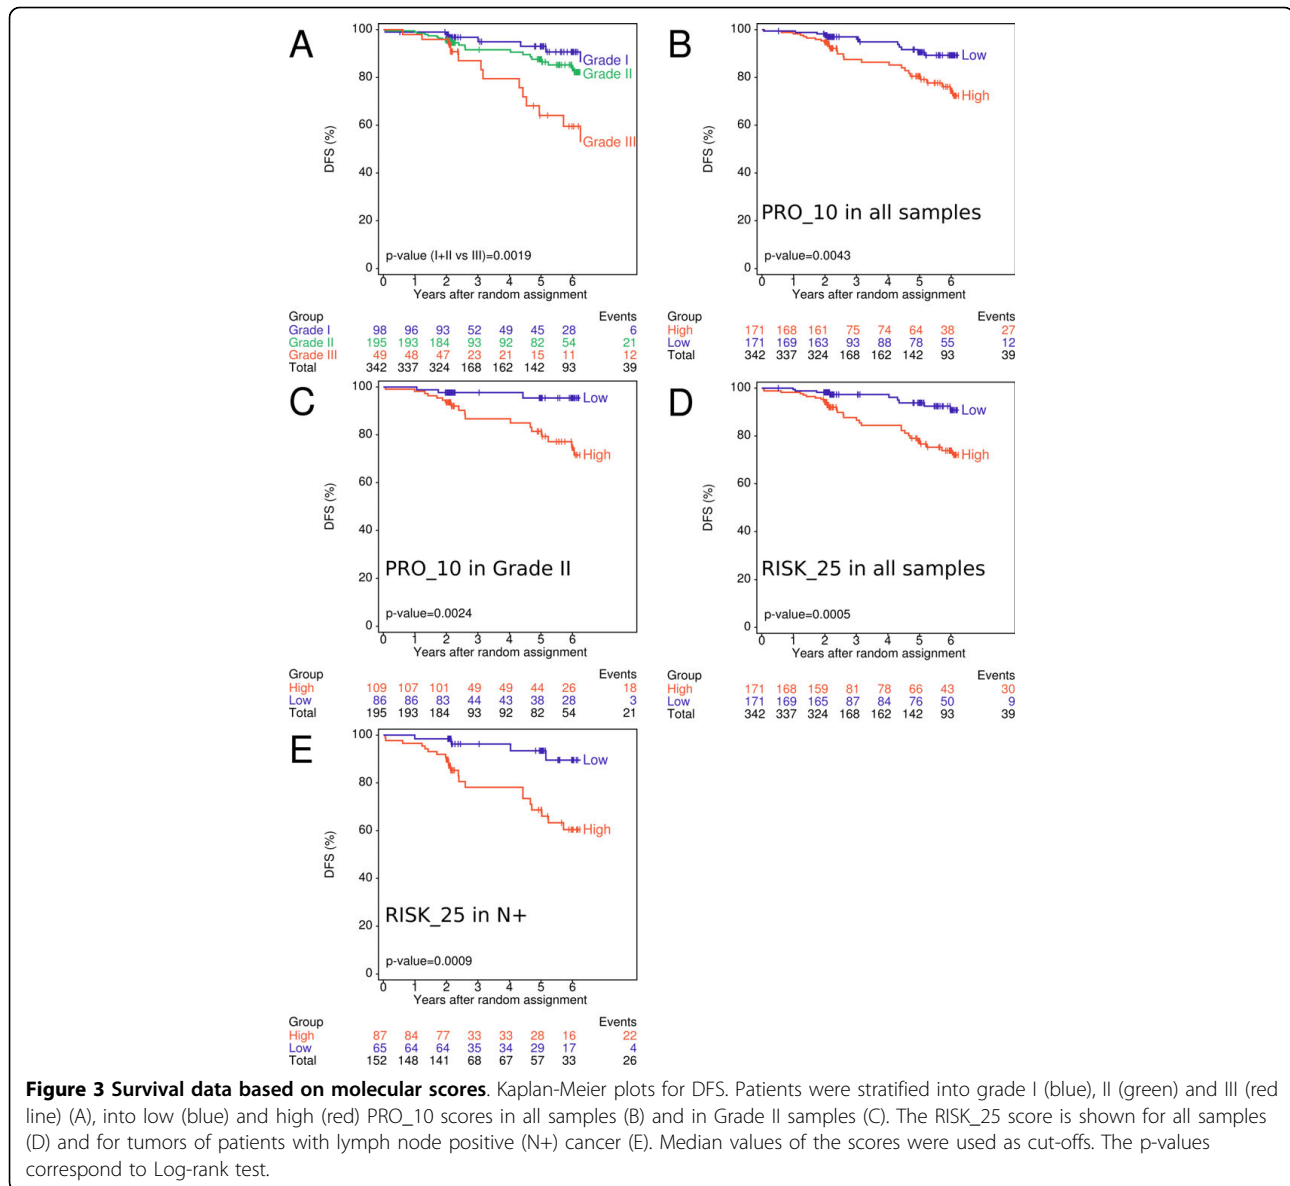 A
100
80
60
40
20
0
DFS (%)
Grade I
Grade II
Grade III
p-value (I+II vs III)=0.0019
0 1 2 3 4 5 6
Years after random assignment
Group Events
Grade I 98 96 93 52 49 45 28 6
Grade II 195 193 184 93 92 82 54 21
Grade III 49 48 47 23 21 15 11 12
Total 342 337 324 168 162 142 93 39
B
100
80
60
40
20
0
DFS (%)
Low
High
PRO_10 in all samples
p-value=0.0043
0 1 2 3 4 5 6
Years after random assignment
Group Events
High 171 168 161 75 74 64 38 27
Low 171 169 163 93 88 78 55 12
Total 342 337 324 168 162 142 93 39
C
100
80
60
40
20
0
DFS (%)
Low
High
PRO_10 in Grade II
p-value=0.0024
0 1 2 3 4 5 6
Years after random assignment
Group Events
High 109 107 101 49 49 44 26 18
Low 86 86 83 44 43 38 28 3
Total 195 193 184 93 92 82 54 21
D
100
80
60
40
20
0
DFS (%)
Low
High
RISK_25 in all samples
p-value=0.0005
0 1 2 3 4 5 6
Years after random assignment
Group Events
High 171 168 159 81 78 66 43 30
Low 171 169 165 87 84 76 50 9
Total 342 337 324 168 162 142 93 39
E
100
80
60
40
20
0
DFS (%)
Low
High
RISK_25 in N+
p-value=0.0009
0 1 2 3 4 5 6
Years after random assignment
Group Events
High 87 84 77 33 33 28 16 22
Low 65 64 64 35 34 29 17 4
Total 152 148 141 68 67 57 33 26
Figure 3 Survival data based on molecular scores. Kaplan-Meier plots for DFS. Patients were stratified into grade I (blue), II (green) and III (red
line) (A), into low (blue) and high (red) PRO_10 scores in all samples (B) and in Grade II samples (C). The RISK_25 score is shown for all samples
(D) and for tumors of patients with lymph node positive (N+) cancer (E). Median values of the scores were used as cut-offs. The p-values
correspond to Log-rank test.